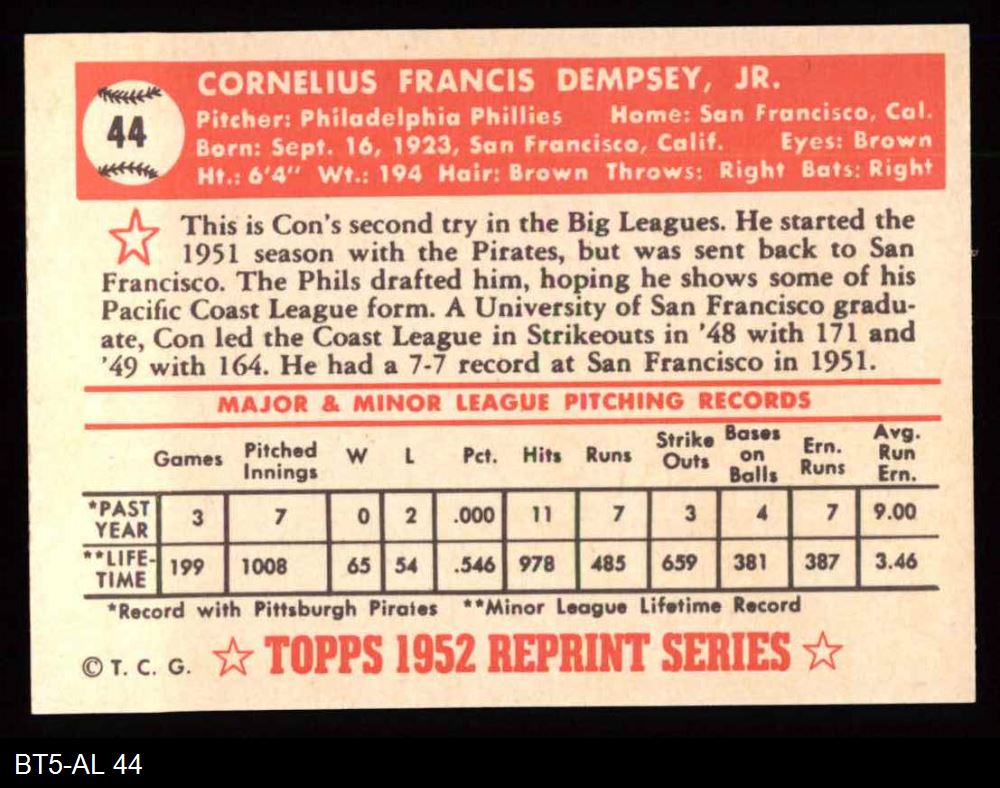 44
CORNELIUS FRANCIS DEMPSEY, JR.
Pitcher: Philadelphia Phillies Home: San Francisco, Cal.
Born: Sept. 16, 1923, San Francisco, Calif. Eyes: Brown
Ht.: 6'4" Wt.: 194 Hair: Brown Throws: Right Bats: Right
This is Con's second try in the Big Leagues. He started the
1951 season with the Pirates, but was sent back to San
Francisco. The Phils drafted him, hoping he shows some of his
Pacific Coast League form. A University of San Francisco gradu-
ate, Con led the Coast League in Strikeouts in '48 with 171 and
'49 with 164. He had a 7-7 record at San Francisco in 1951.
MAJOR & MINOR LEAGUE PITCHING RECORDS
Games Pitched Innings W L Pct. Hits Runs Strike Outs Bases on Balls Ern. Runs Avg. Run Ern.
*PAST YEAR 3 7 0 2 .000 11 7 3 4 7 9.00
**LIFE-TIME 199 1008 65 54 .546 978 485 659 381 387 3.46
*Record with Pittsburgh Pirates **Minor League Lifetime Record
© T. C. G. TOPPS 1952 REPRINT SERIES
BT5-AL 44